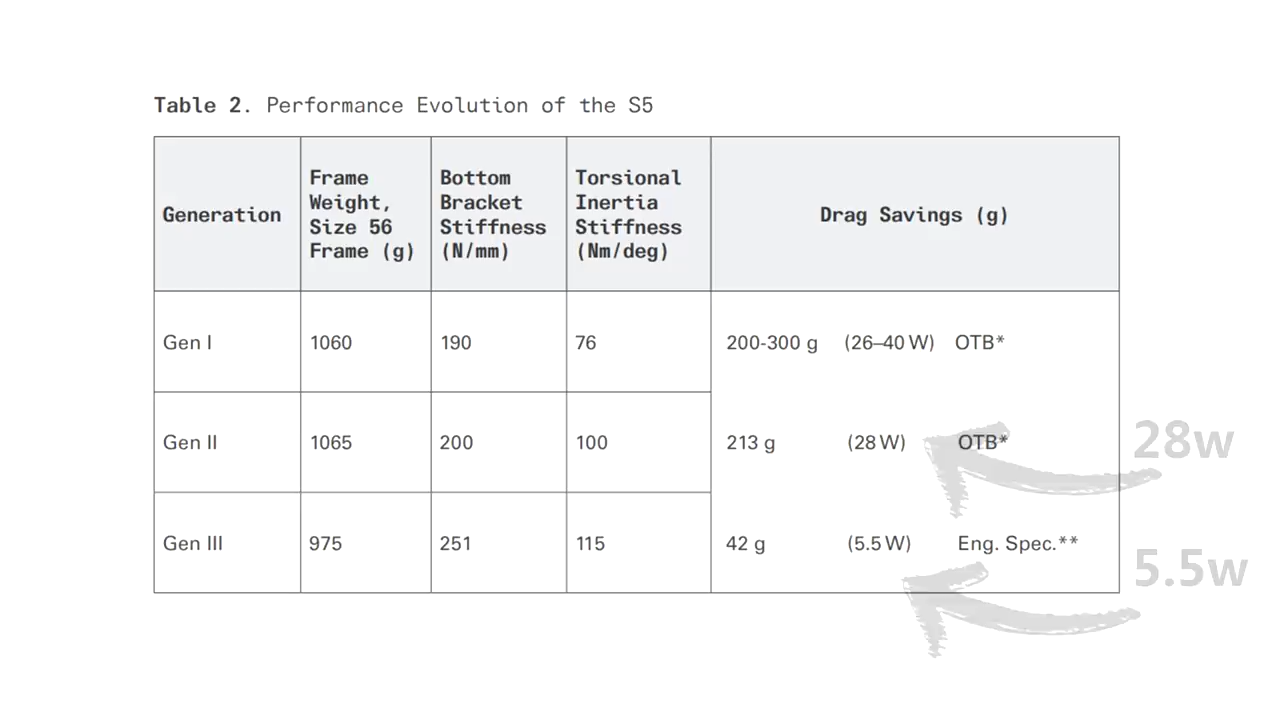 Table 2. Performance Evolution of the S5
Generation
Frame
Weight,
Size 56
Frame (g)
Bottom
Bracket
Stiffness
(N/mm)
Torsional
Inertia
Stiffness
(Nm/deg)
Drag Savings (g)
Gen I 1060 190 76 200-300 g (26–40 W) OTB*
Gen II 1065 200 100 213 g (28 W) OTB*
28w
Gen III 975 251 115 42 g (5.5 W) Eng. Spec.**
5.5w